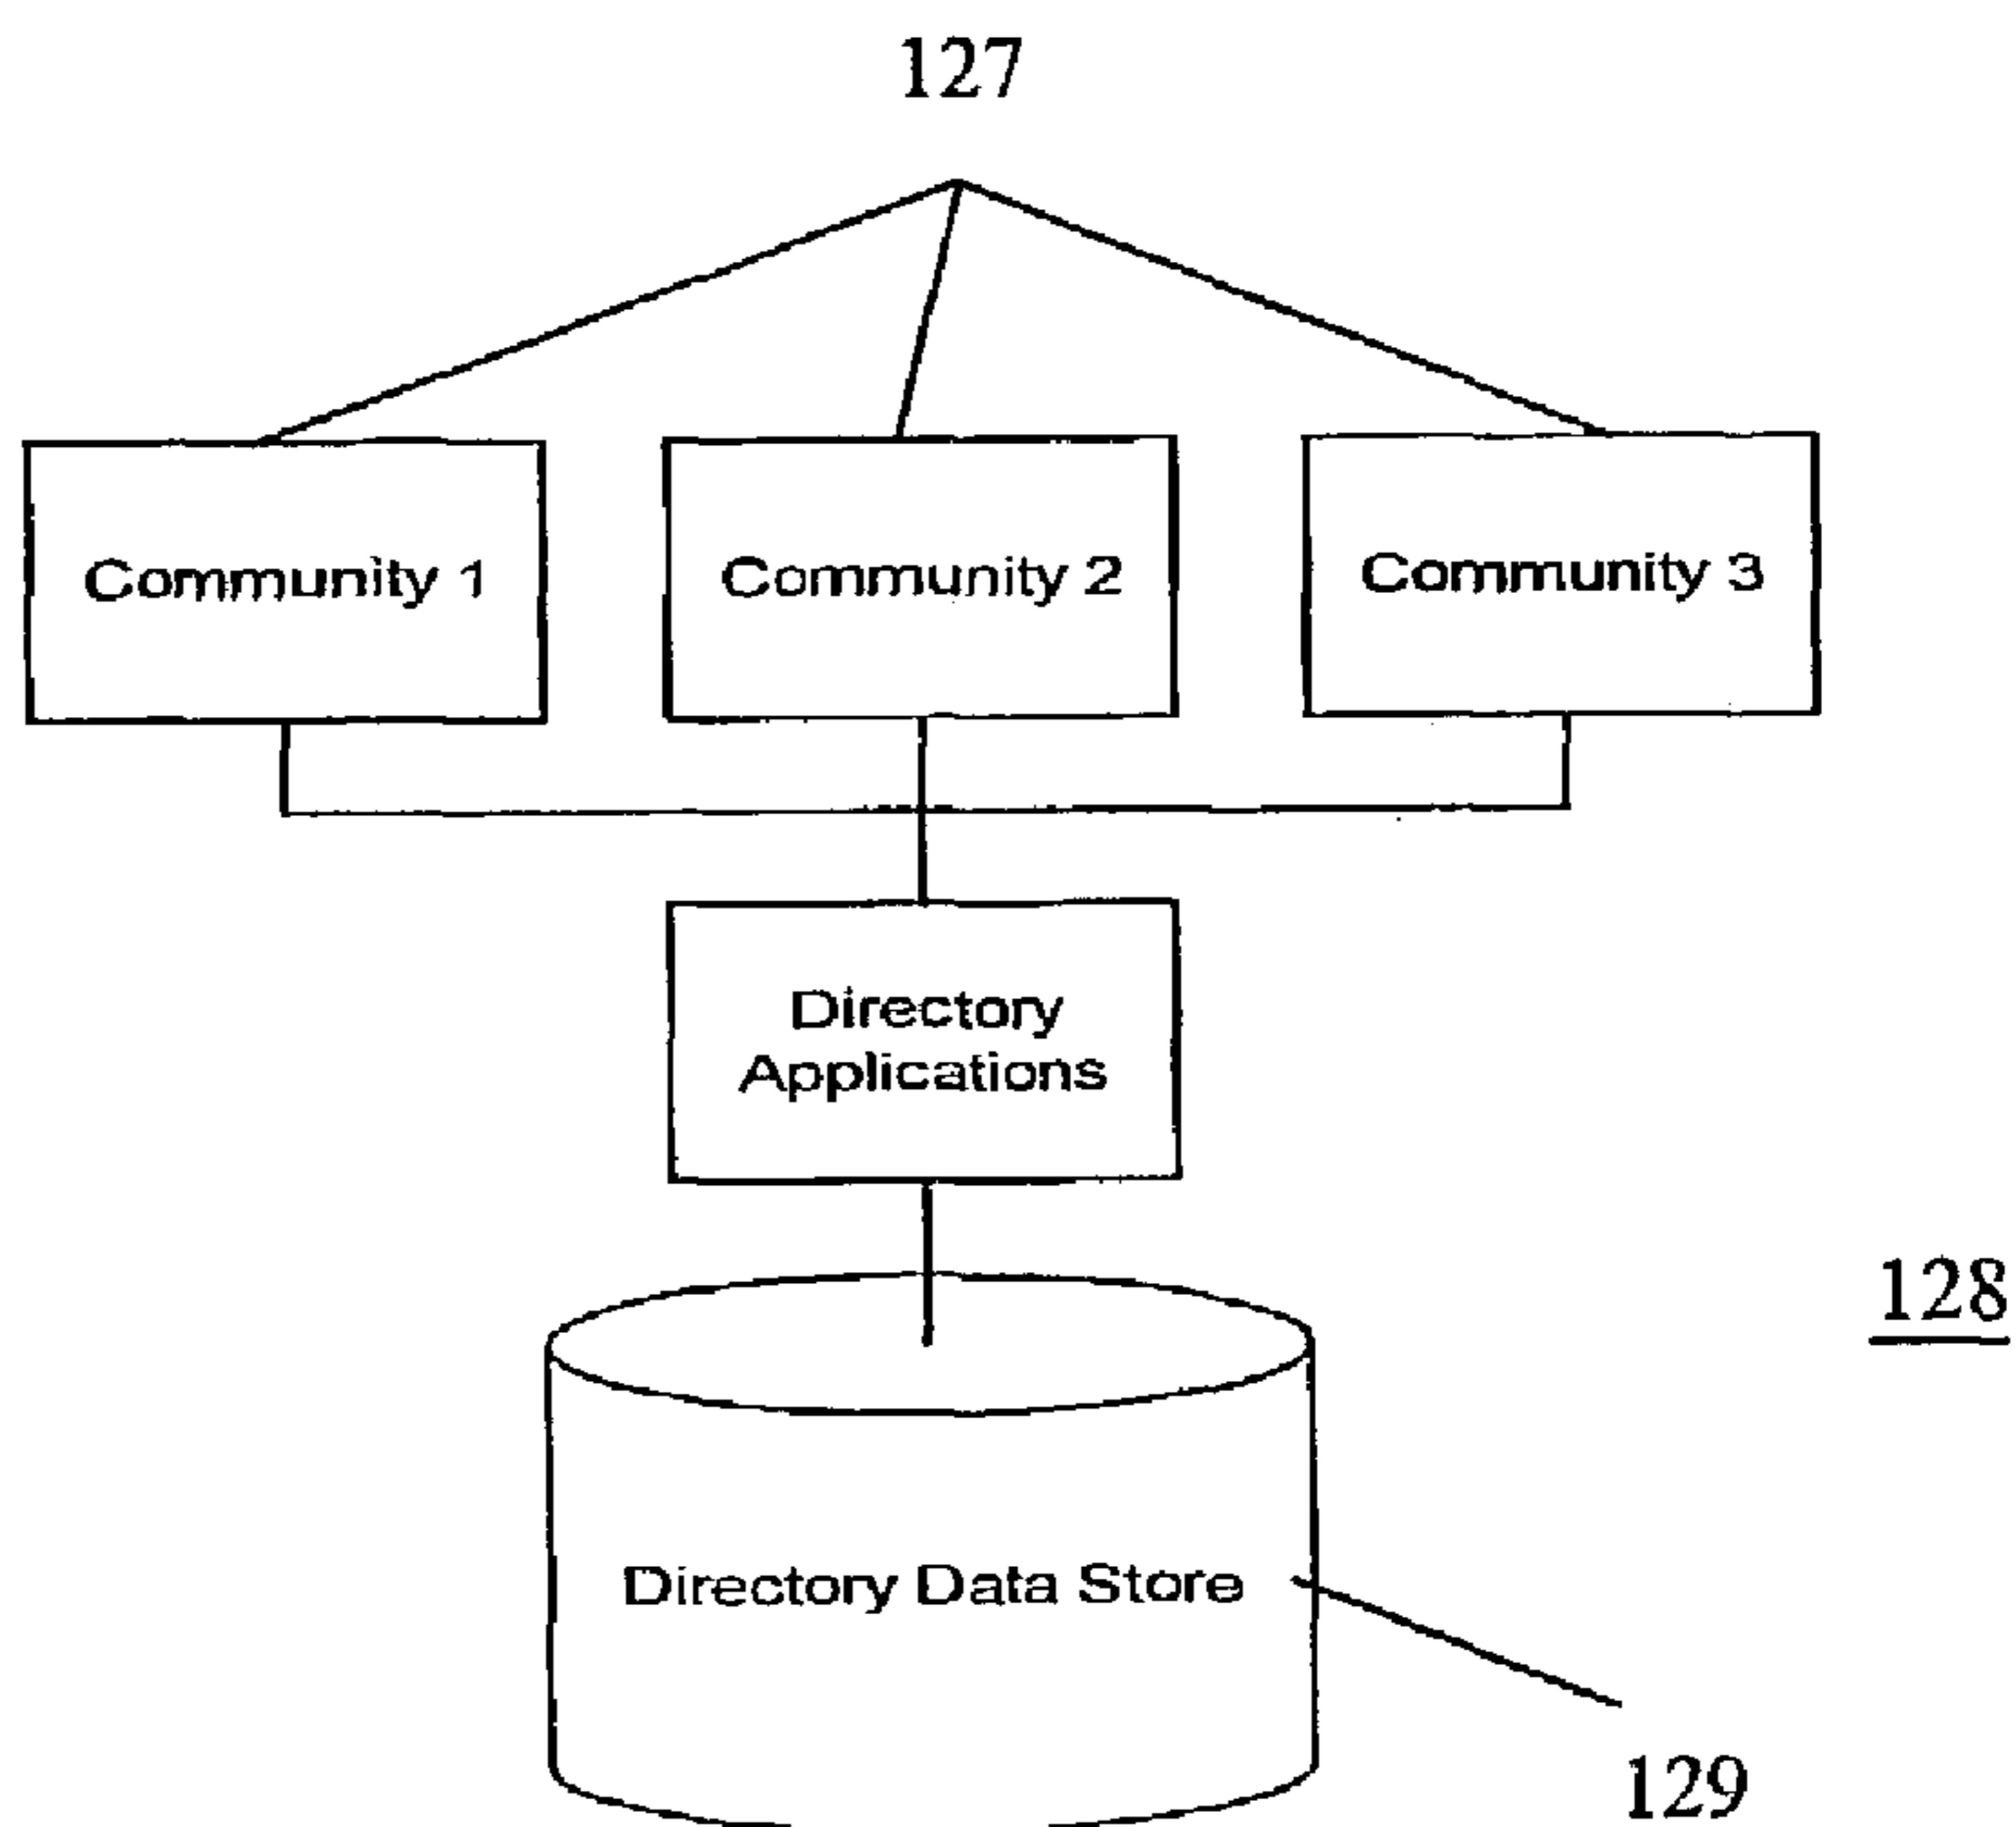 127
Community 1
Community 2
Community 3
Directory
Applications
128
Directory Data Store
129